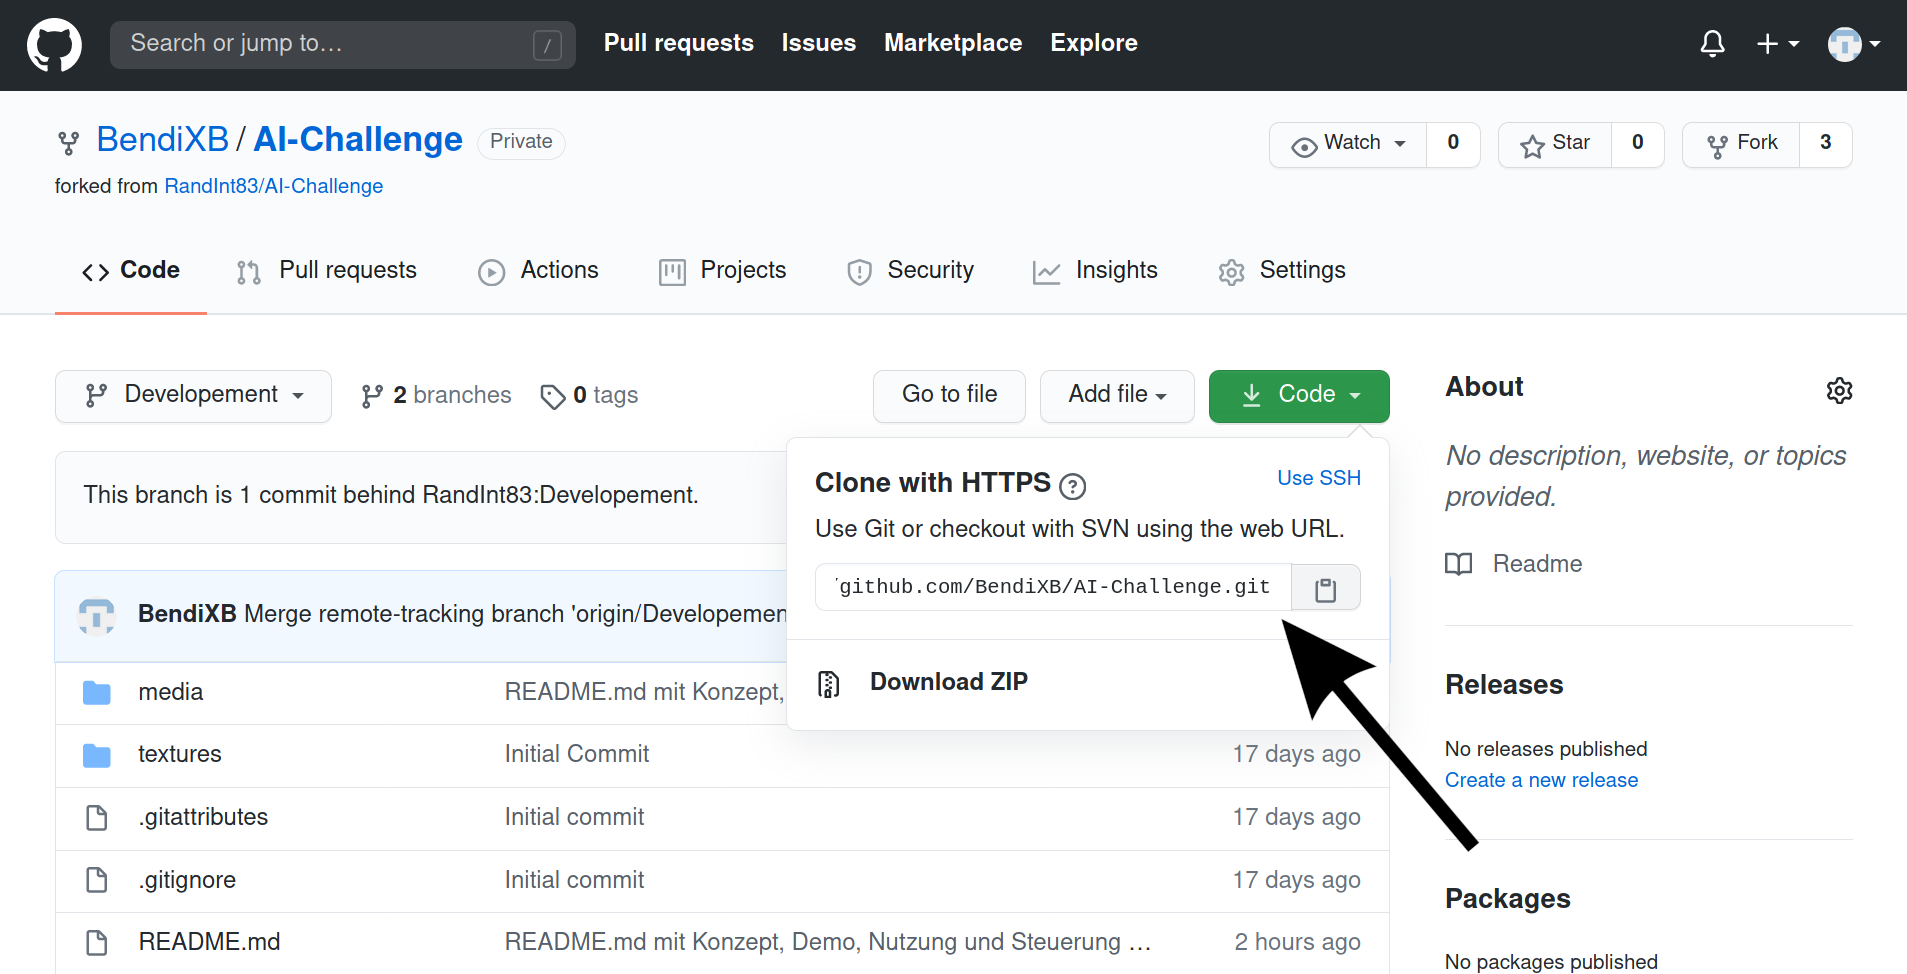 Search or jump to…
/
Pull requests Issues Marketplace Explore
BendiXB / AI-Challenge Private
Watch 0 Star 0 Fork 3
forked from RandInt83/AI-Challenge
Code Pull requests Actions Projects Security Insights Settings
Developement 2 branches 0 tags Go to file Add file Code
This branch is 1 commit behind RandInt83:Developement.
Clone with HTTPS ? Use SSH
Use Git or checkout with SVN using the web URL.
/github.com/BendiXB/AI-Challenge.git
Download ZIP
BendiXB Merge remote-tracking branch 'origin/Developemen
media README.md mit Konzept,
textures Initial Commit 17 days ago
.gitattributes Initial commit 17 days ago
.gitignore Initial commit 17 days ago
README.md README.md mit Konzept, Demo, Nutzung und Steuerung … 2 hours ago
About
No description, website, or topics
provided.
Readme
Releases
No releases published
Create a new release
Packages
No packages published